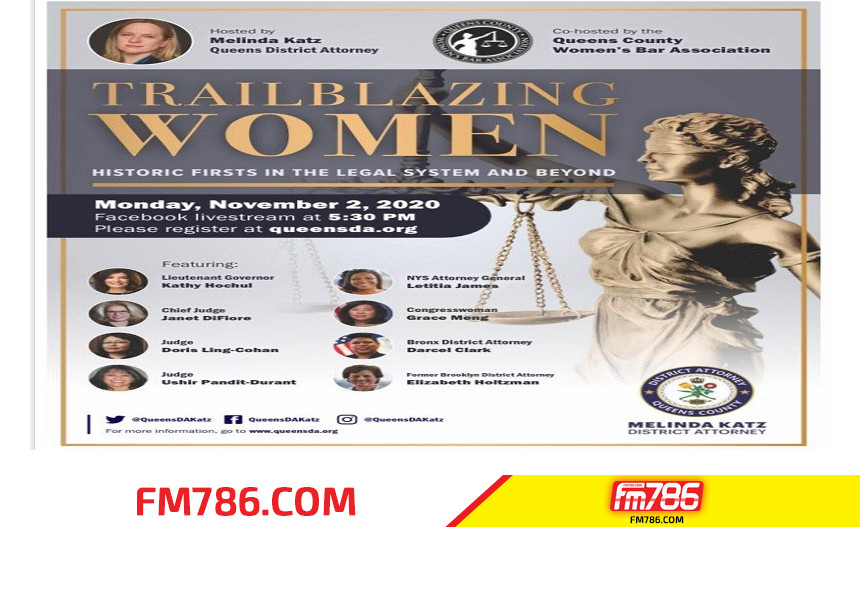 Hosted by
Melinda Katz
Queens District Attorney
QUEENS COUNTY
WOMEN'S BAR ASSOCIATION
Co-hosted by the
Queens County
Women's Bar Association
TRAILBLAZING
WOMEN
HISTORIC FIRSTS IN THE LEGAL SYSTEM AND BEYOND
Monday, November 2, 2020
Facebook livestream at 5:30 PM
Please register at queensda.org
Featuring:
Lieutenant Governor
Kathy Hochul
NYS Attorney General
Letitia James
Chief Judge
Janet DiFiore
Congresswoman
Grace Meng
Judge
Doris Ling-Cohan
Bronx District Attorney
Darcel Clark
Judge
Ushir Pandit-Durant
Former Brooklyn District Attorney
Elizabeth Holtzman
@QueensDAKatz
QueensDAKatz
@QueensDAKatz
For more information, go to www.queensda.org
DISTRICT ATTORNEY
QUEENS COUNTY
MELINDA KATZ
DISTRICT ATTORNEY
FM786.COM
fm786
FM786.COM